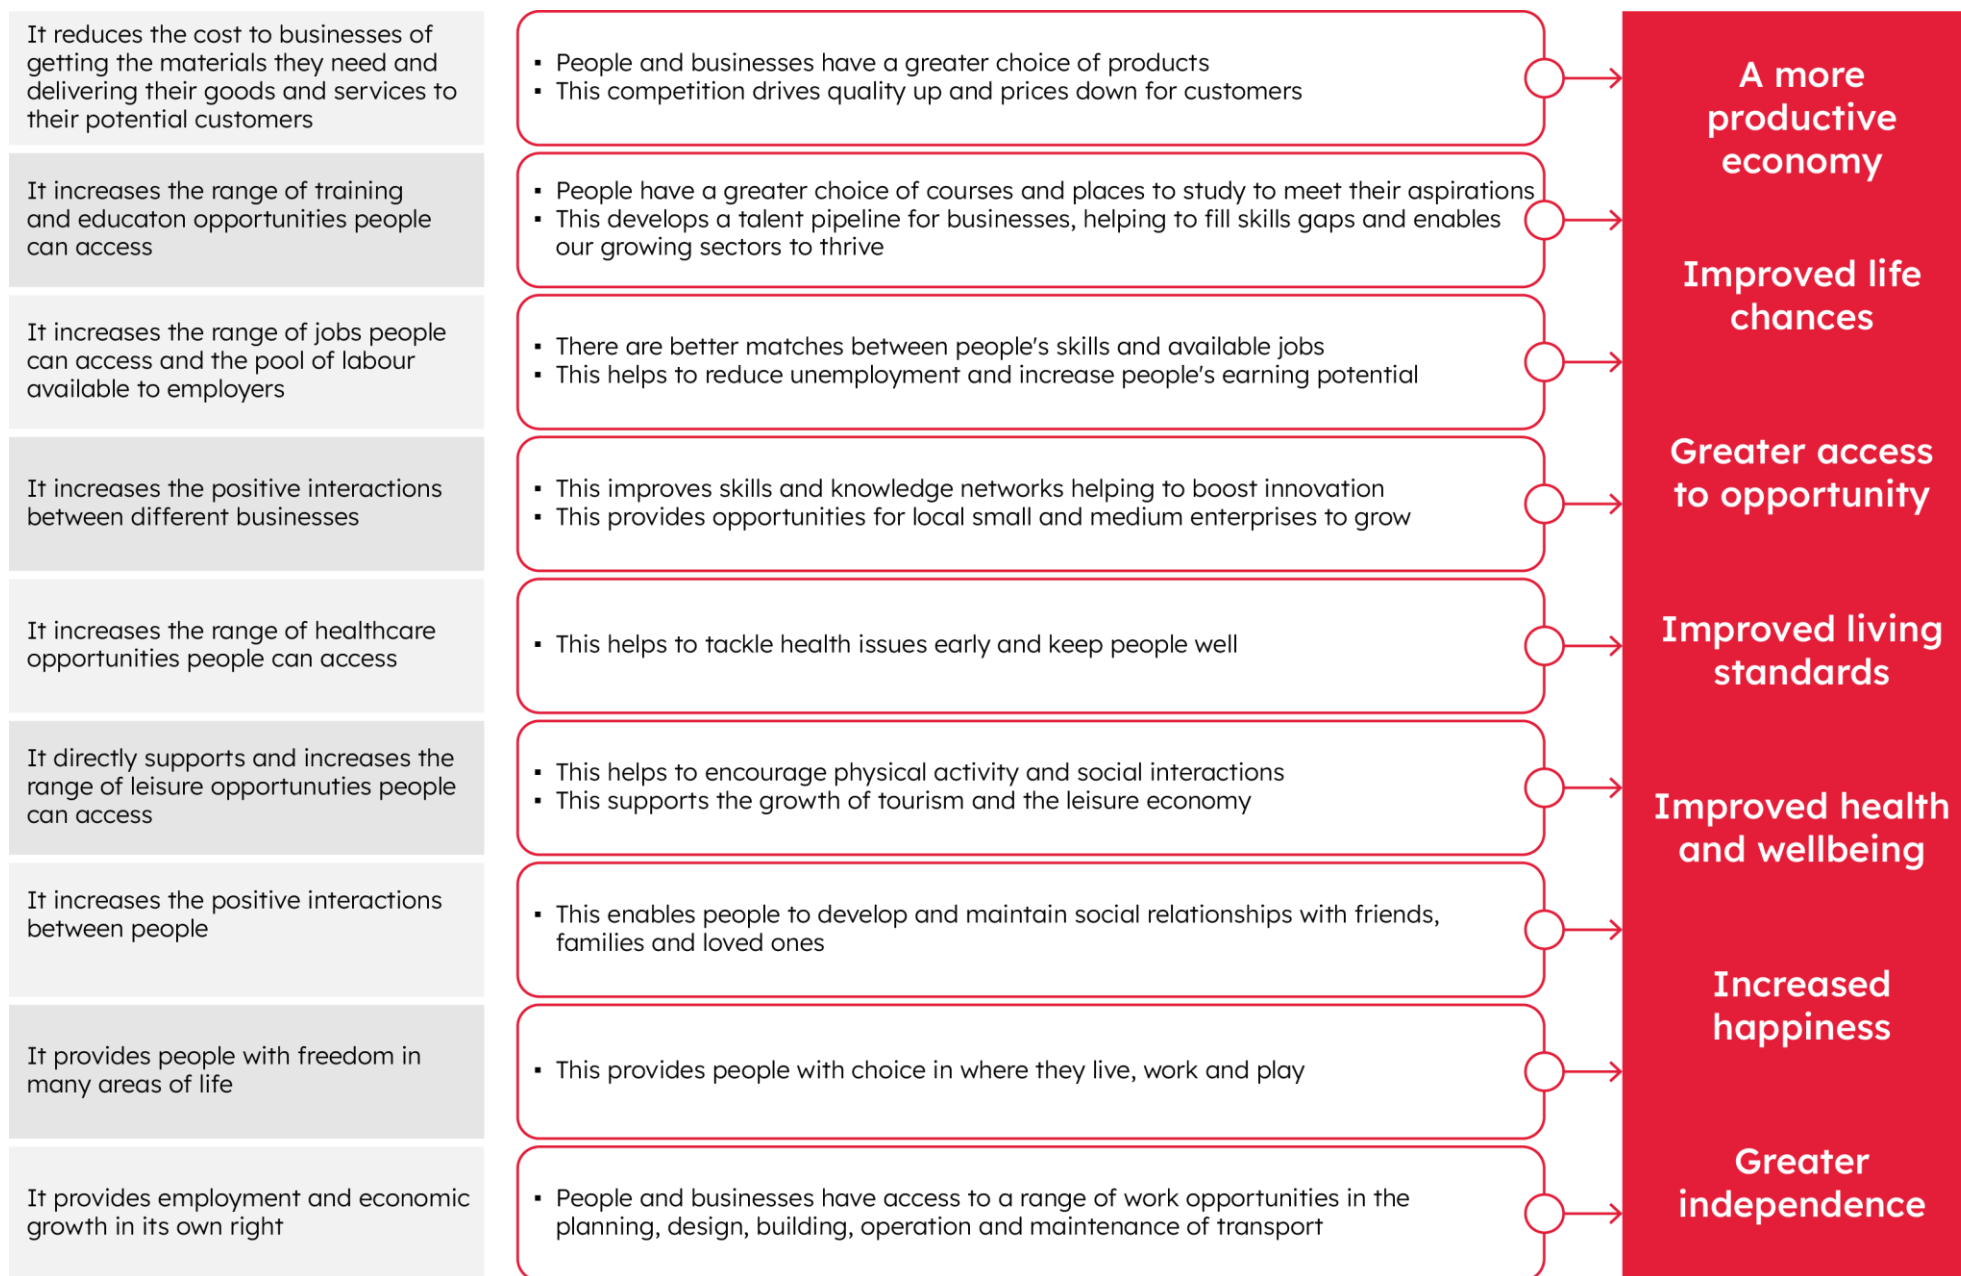 It reduces the cost to businesses of
getting the materials they need and
delivering their goods and services to
their potential customers
▪ People and businesses have a greater choice of products
▪ This competition drives quality up and prices down for customers
It increases the range of training
and educaton opportunities people
can access
▪ People have a greater choice of courses and places to study to meet their aspirations
▪ This develops a talent pipeline for businesses, helping to fill skills gaps and enables
our growing sectors to thrive
It increases the range of jobs people
can access and the pool of labour
available to employers
▪ There are better matches between people's skills and available jobs
▪ This helps to reduce unemployment and increase people's earning potential
It increases the positive interactions
between different businesses
▪ This improves skills and knowledge networks helping to boost innovation
▪ This provides opportunities for local small and medium enterprises to grow
It increases the range of healthcare
opportunities people can access
▪ This helps to tackle health issues early and keep people well
It directly supports and increases the
range of leisure opportunuties people
can access
▪ This helps to encourage physical activity and social interactions
▪ This supports the growth of tourism and the leisure economy
It increases the positive interactions
between people
▪ This enables people to develop and maintain social relationships with friends,
families and loved ones
It provides people with freedom in
many areas of life
▪ This provides people with choice in where they live, work and play
It provides employment and economic
growth in its own right
▪ People and businesses have access to a range of work opportunities in the
planning, design, building, operation and maintenance of transport
A more
productive
economy
Improved life
chances
Greater access
to opportunity
Improved living
standards
Improved health
and wellbeing
Increased
happiness
Greater
independence